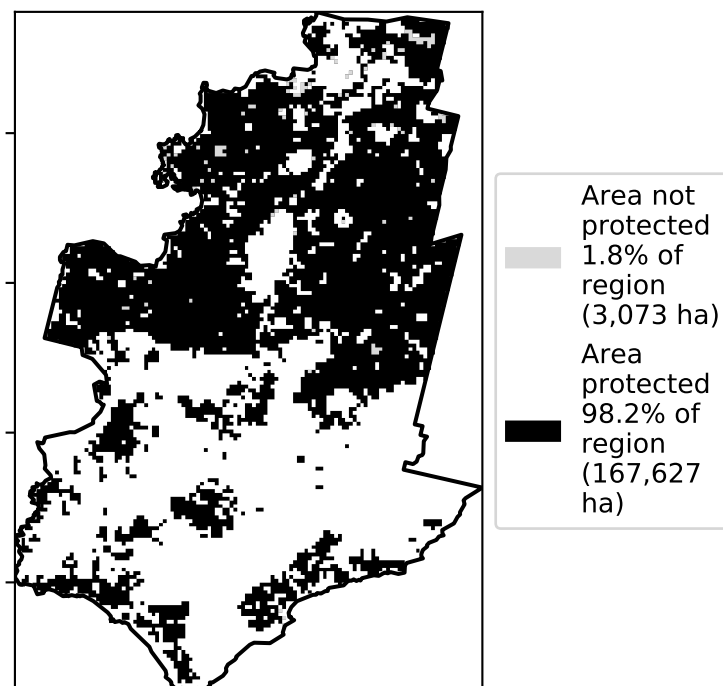 Area not
protected
1.8% of
region
(3,073 ha)
Area
protected
98.2% of
region
(167,627
ha)